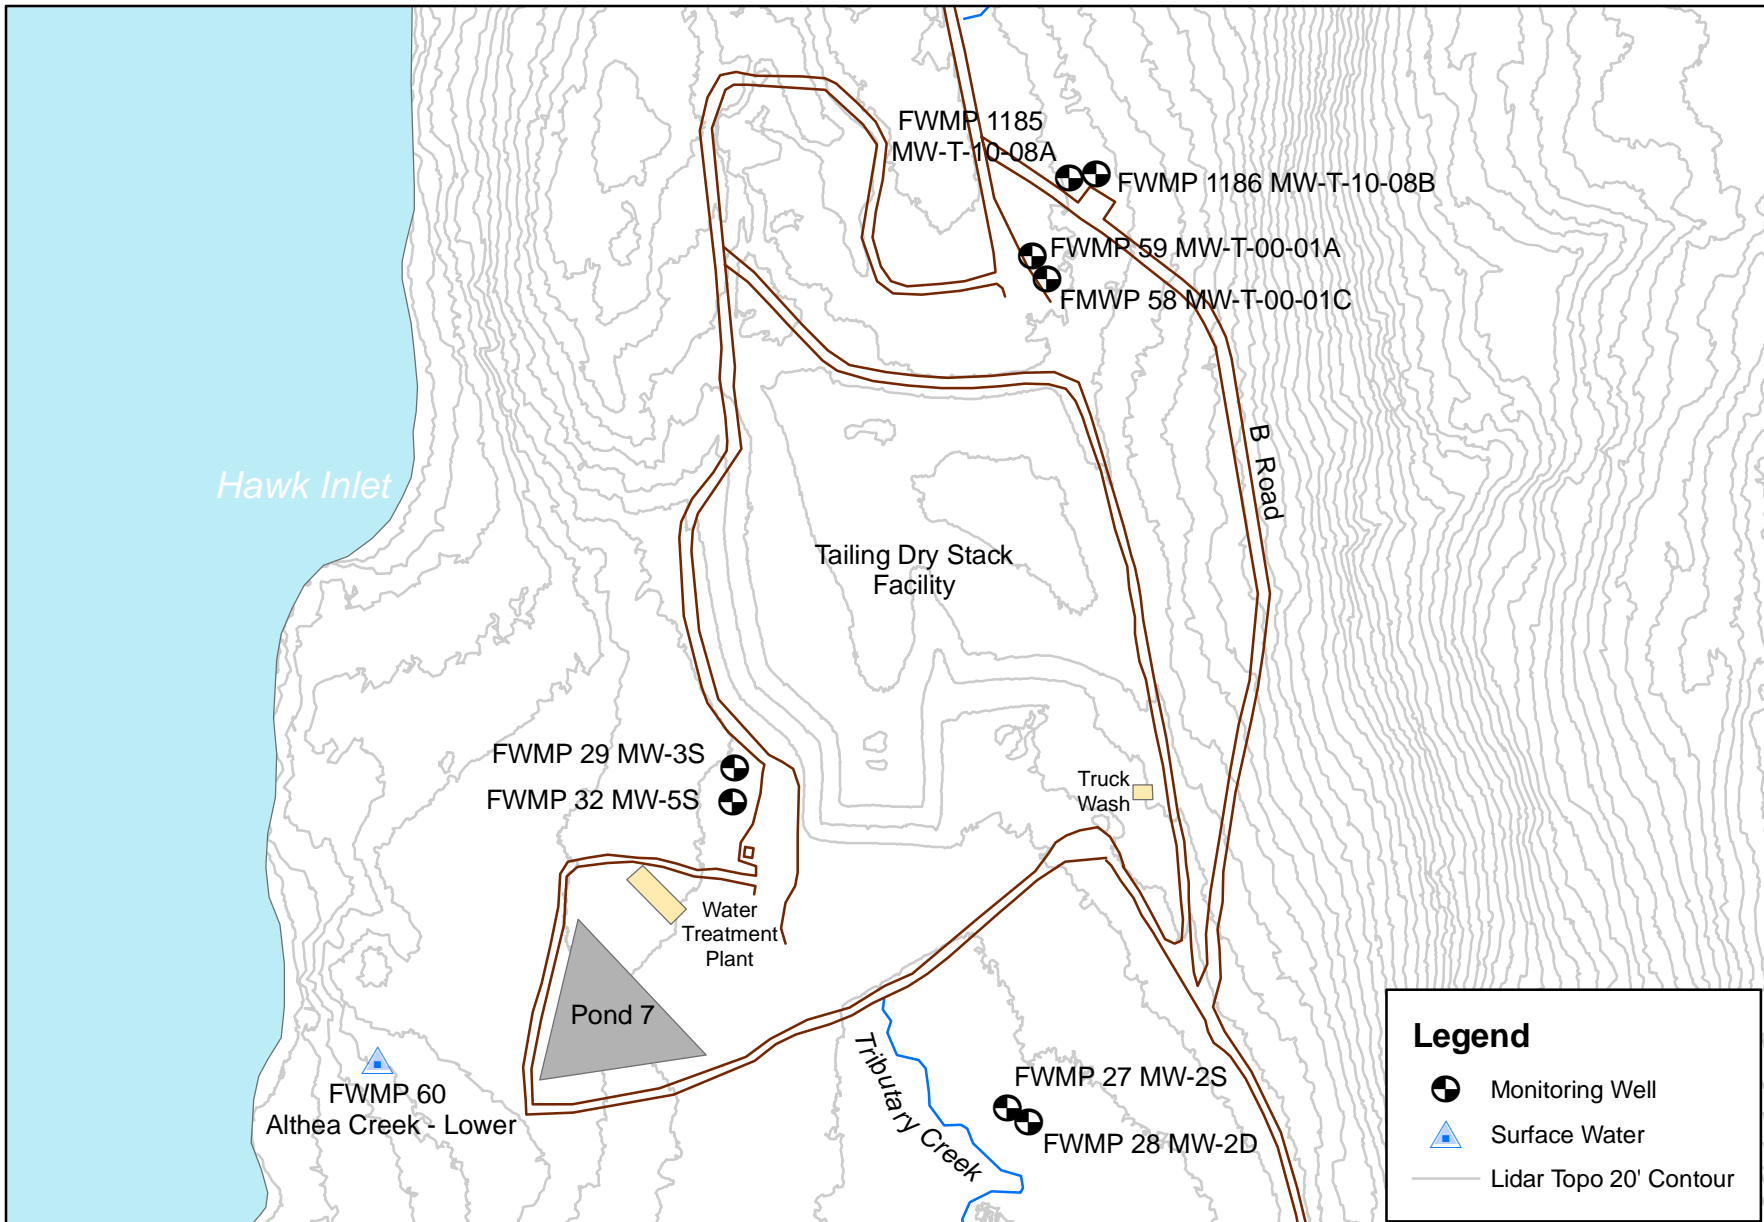 FWMP 1185
MW-T-10-08A
FWMP 1186 MW-T-10-08B
FWMP 59 MW-T-00-01A
FMWP 58 MW-T-00-01C
B Road
Hawk Inlet
Tailing Dry Stack
Facility
FWMP 29 MW-3S
FWMP 32 MW-5S
Truck
Wash
Water
Treatment
Plant
Pond 7
Tributary Creek
FWMP 60
Althea Creek - Lower
FWMP 27 MW-2S
FWMP 28 MW-2D
Legend
Monitoring Well
Surface Water
Lidar Topo 20' Contour